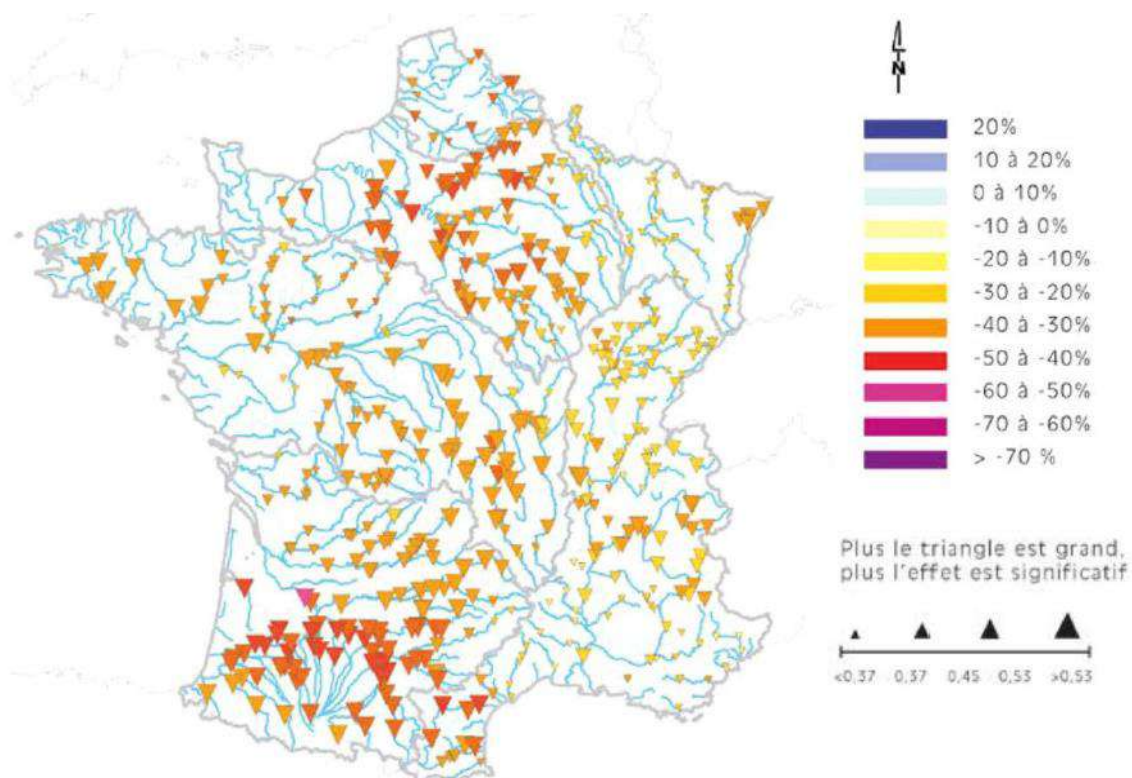 N
20%
10 à 20%
0 à 10%
-10 à 0%
-20 à -10%
-30 à -20%
-40 à -30%
-50 à -40%
-60 à -50%
-70 à -60%
> -70 %
Plus le triangle est grand,
plus l'effet est significatif
<0,37 0,37 0,45 0,53 >0,53